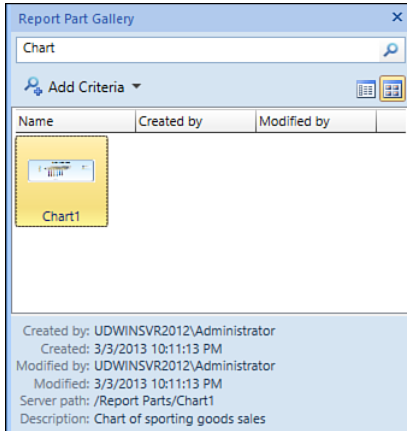 Report Part Gallery
Chart
Add Criteria
Name Created by Modified by
Chart1
Created by: UDWINSVR2012\Administrator
Created: 3/3/2013 10:11:13 PM
Modified by: UDWINSVR2012\Administrator
Modified: 3/3/2013 10:11:13 PM
Server path: /Report Parts/Chart1
Description: Chart of sporting goods sales